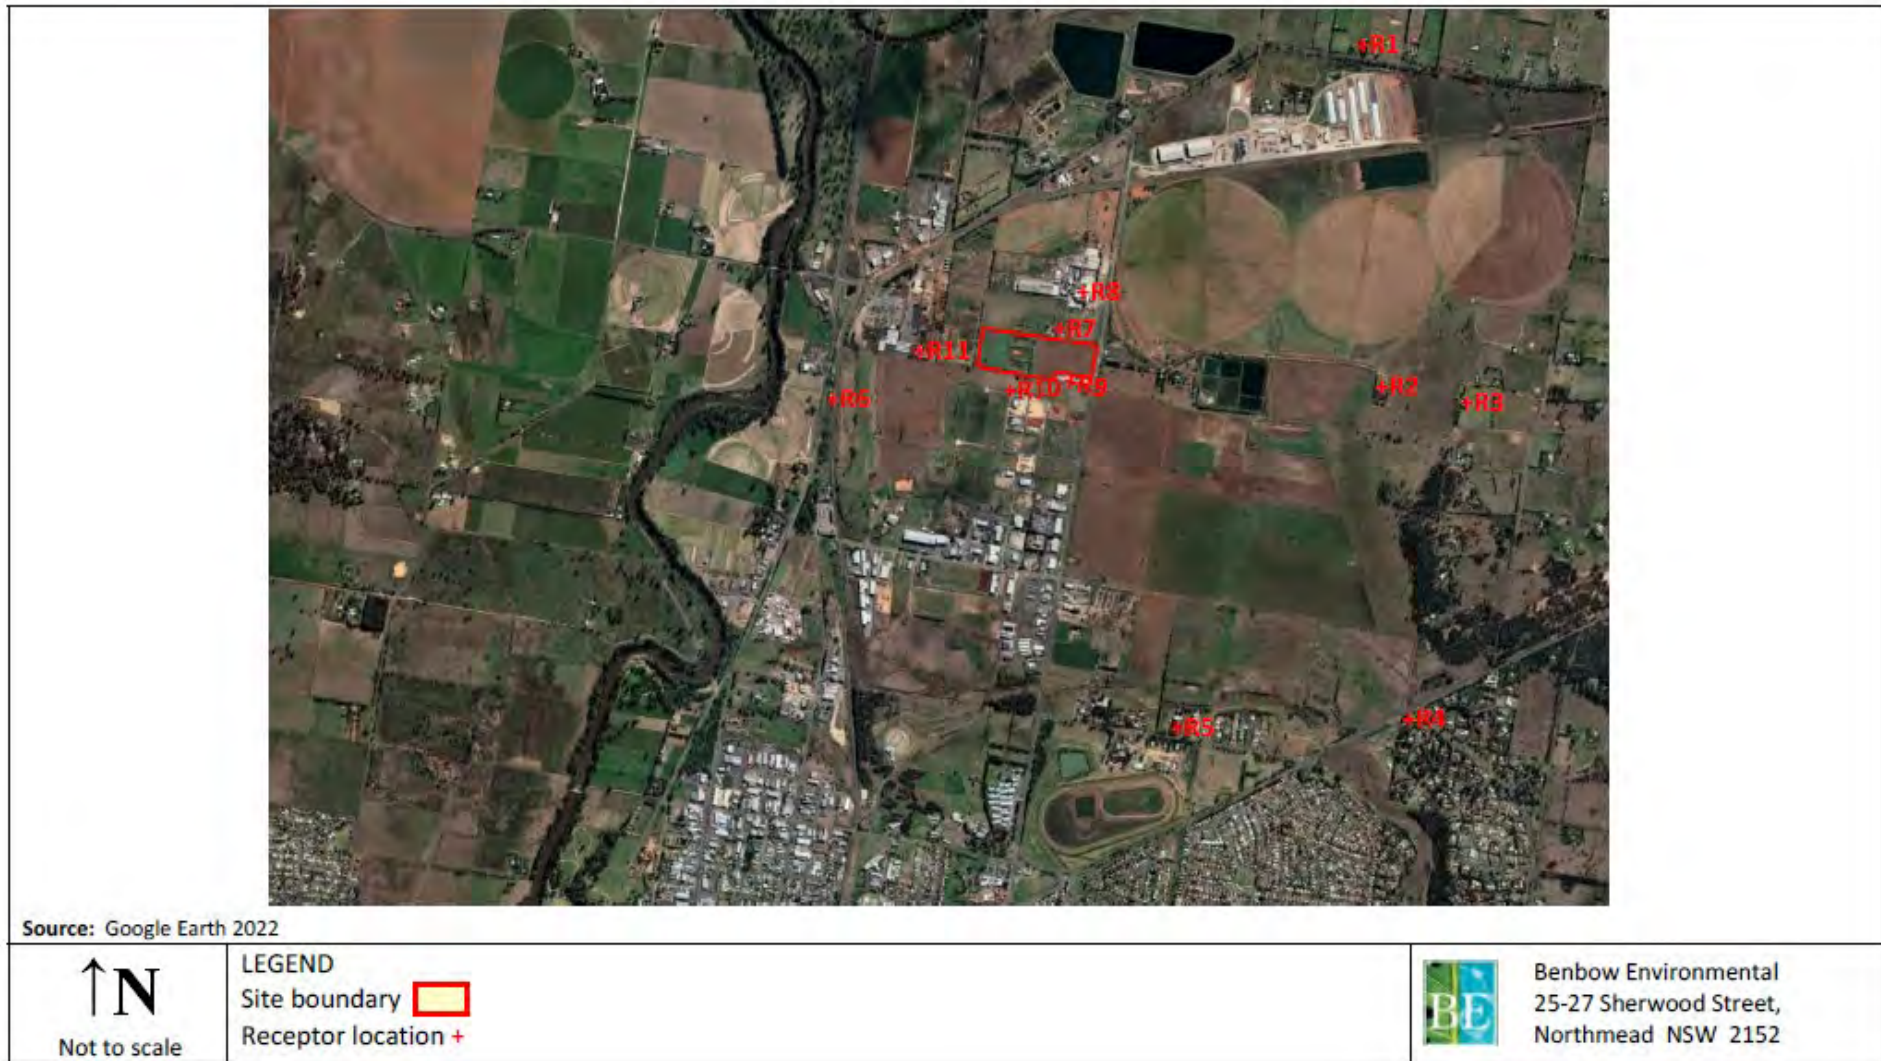 +R1
+R8
+R7
+R11
+R10
+R9
+R6
+R2
+R3
+R5
+R4
Source: Google Earth 2022
↑N
Not to scale
LEGEND
Site boundary
Receptor location +
BE
Benbow Environmental
25-27 Sherwood Street,
Northmead NSW 2152